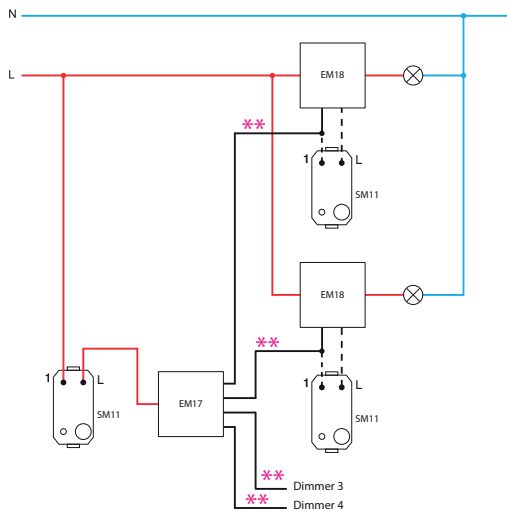 N
L
EM18
**
1 L
SM11
EM18
**
1 L
SM11
1 L
SM11
EM17
**
Dimmer 3
**
Dimmer 4